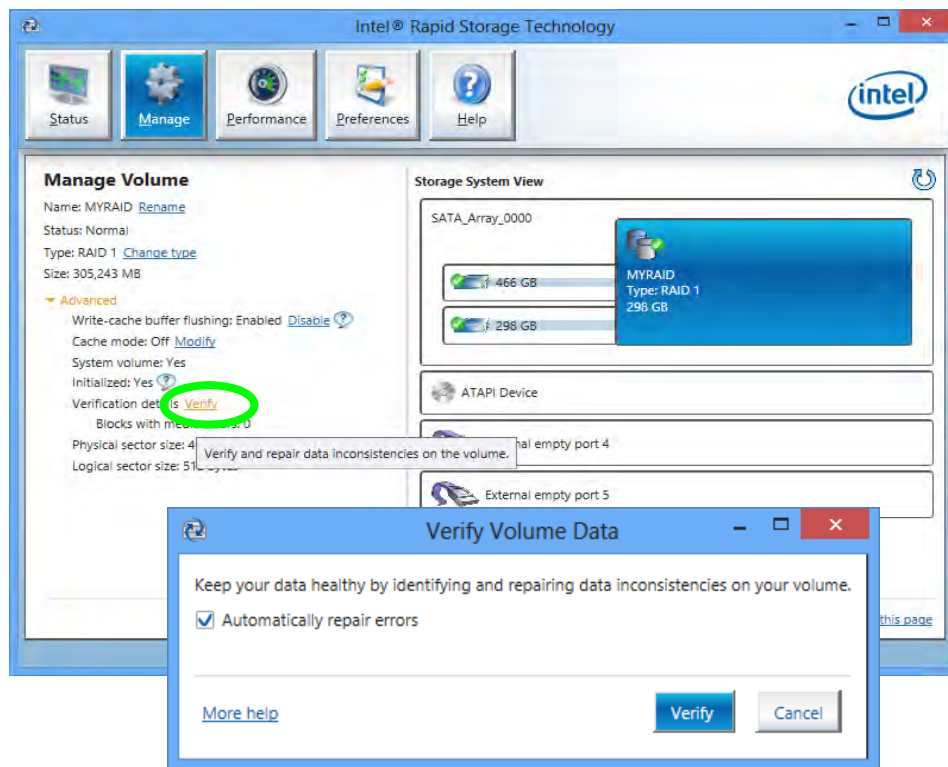 Intel® Rapid Storage Technology
Status
Manage
Performance
Preferences
Help
intel
Manage Volume
Name: MYRAID Rename
Status: Normal
Type: RAID 1 Change type
Size: 305,243 MB
Advanced
Write-cache buffer flushing: Enabled Disable
Cache mode: Off Modify
System volume: Yes
Initialized: Yes
Verification details Verify
Blocks with 0
Physical sector size:
Logical sector size:
Verify and repair data inconsistencies on the volume.
Storage System View
SATA_Array_0000
466 GB
298 GB
MYRAID
Type: RAID 1
298 GB
ATAPI Device
empty port 4
External empty port 5
this page
Verify Volume Data
Keep your data healthy by identifying and repairing data inconsistencies on your volume.
Automatically repair errors
More help
Verify
Cancel